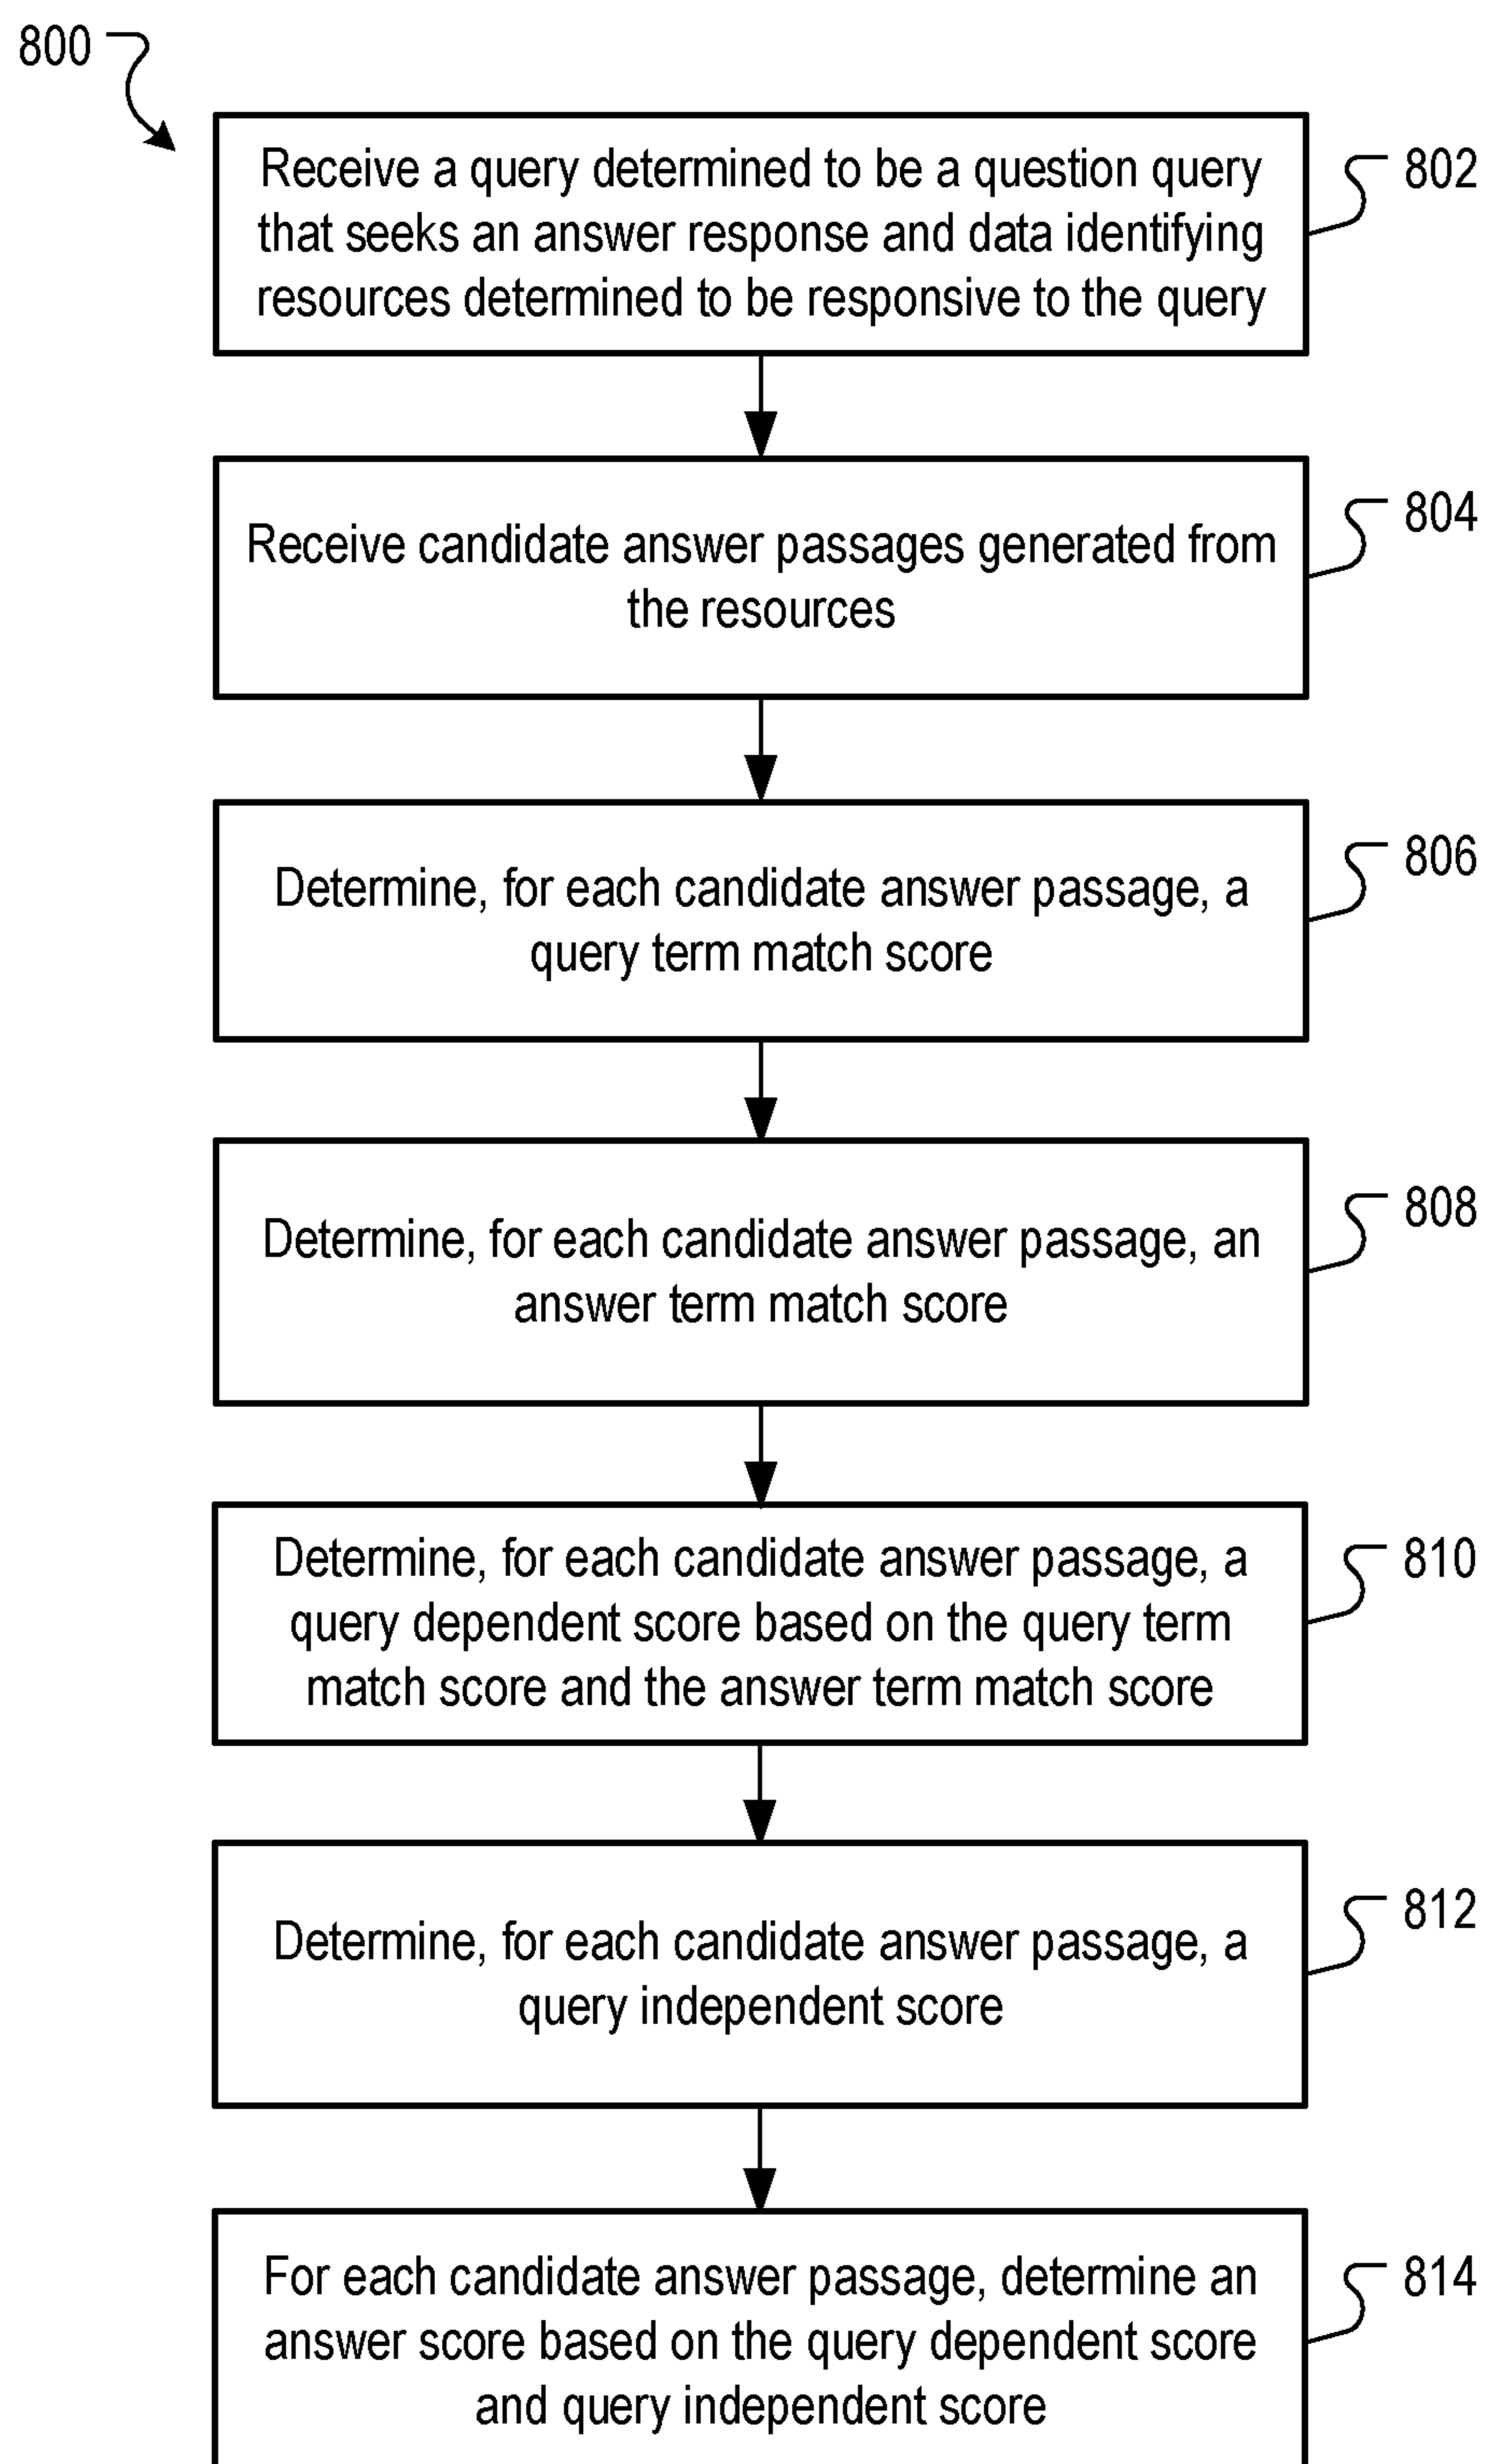 800
Receive a query determined to be a question query
that seeks an answer response and data identifying
resources determined to be responsive to the query
802
Receive candidate answer passages generated from
the resources
804
Determine, for each candidate answer passage, a
query term match score
806
Determine, for each candidate answer passage, an
answer term match score
808
Determine, for each candidate answer passage, a
query dependent score based on the query term
match score and the answer term match score
810
Determine, for each candidate answer passage, a
query independent score
812
For each candidate answer passage, determine an
answer score based on the query dependent score
and query independent score
814